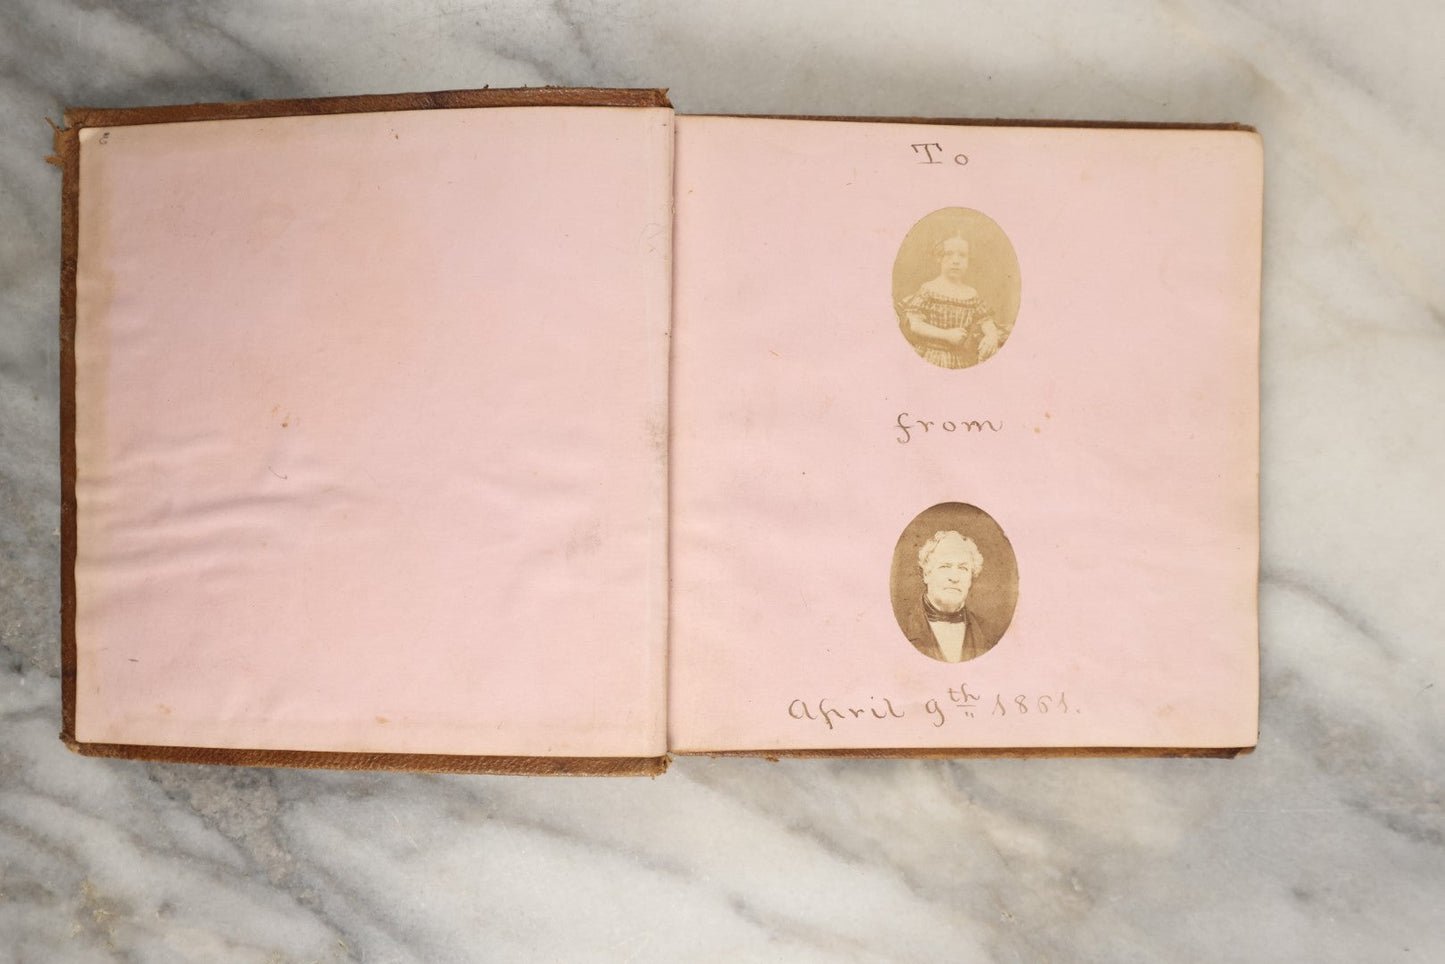 To
from
April 9th 1861.